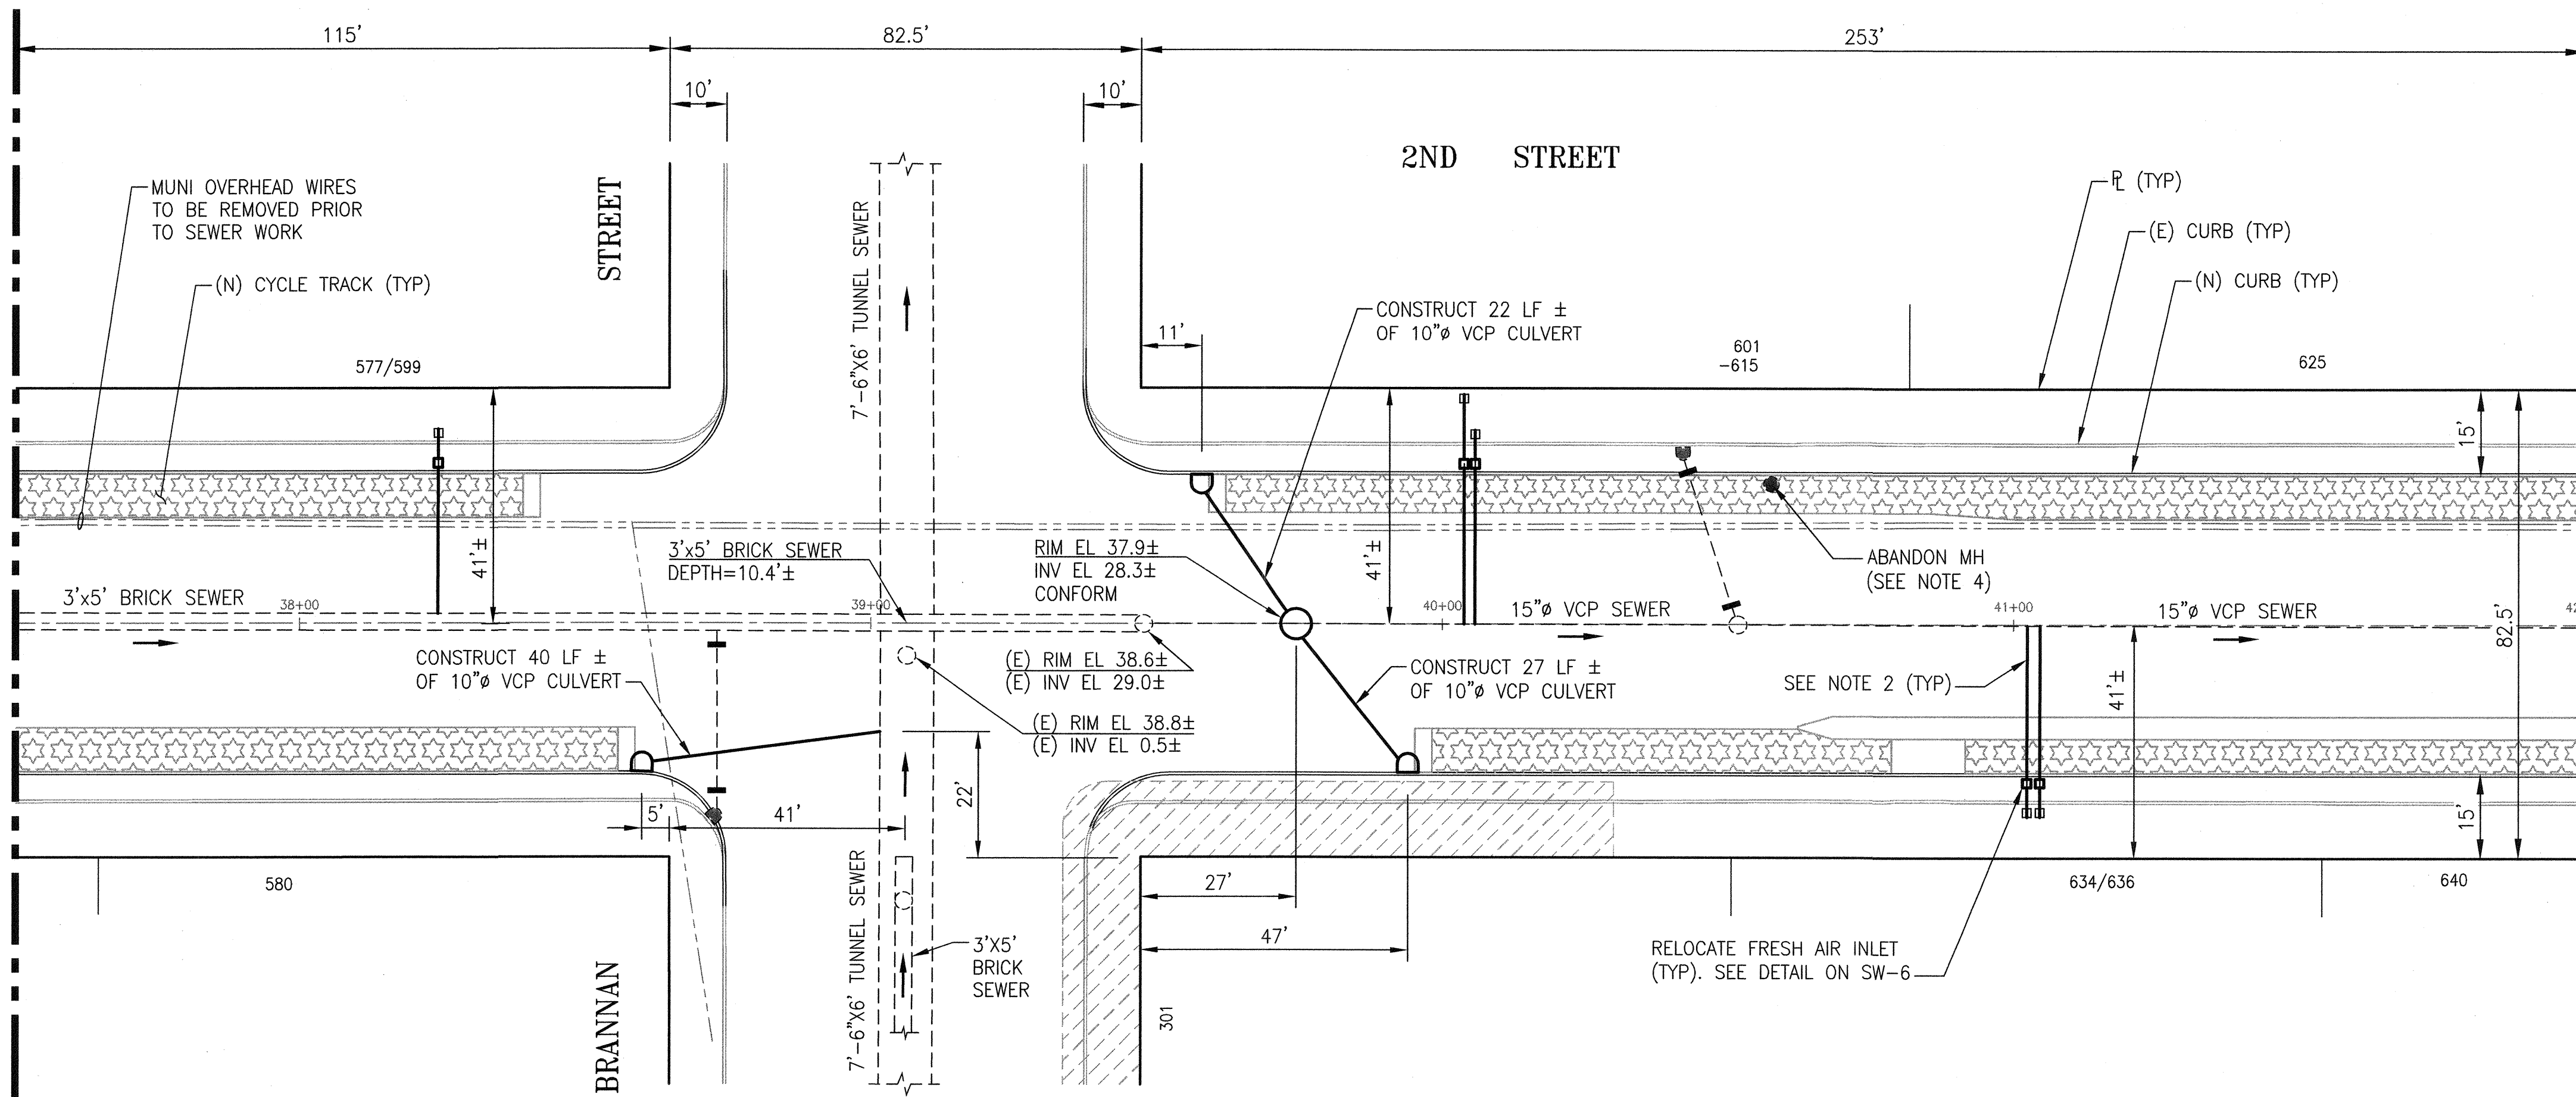 115'
82.5'
253'
10'
10'
2ND STREET
STREET
MUNI OVERHEAD WIRES
TO BE REMOVED PRIOR
TO SEWER WORK
(N) CYCLE TRACK (TYP)
7'-6"X6' TUNNEL SEWER
℄ (TYP)
(E) CURB (TYP)
(N) CURB (TYP)
CONSTRUCT 22 LF ±
OF 10"ø VCP CULVERT
11'
577/599
601
-615
625
15'
41'±
3'x5' BRICK SEWER
DEPTH=10.4'±
RIM EL 37.9±
INV EL 28.3±
CONFORM
41'±
ABANDON MH
(SEE NOTE 4)
3'x5' BRICK SEWER
38+00
39+00
40+00
15"ø VCP SEWER
41+00
15"ø VCP SEWER
82.5'
CONSTRUCT 40 LF ±
OF 10"ø VCP CULVERT
(E) RIM EL 38.6±
(E) INV EL 29.0±
CONSTRUCT 27 LF ±
OF 10"ø VCP CULVERT
SEE NOTE 2 (TYP)
41'±
(E) RIM EL 38.8±
(E) INV EL 0.5±
22'
5'
41'
15'
580
7'-6"X6' TUNNEL SEWER
27'
634/636
640
47'
3'X5'
BRICK
SEWER
RELOCATE FRESH AIR INLET
(TYP). SEE DETAIL ON SW-6
301
BRANNAN